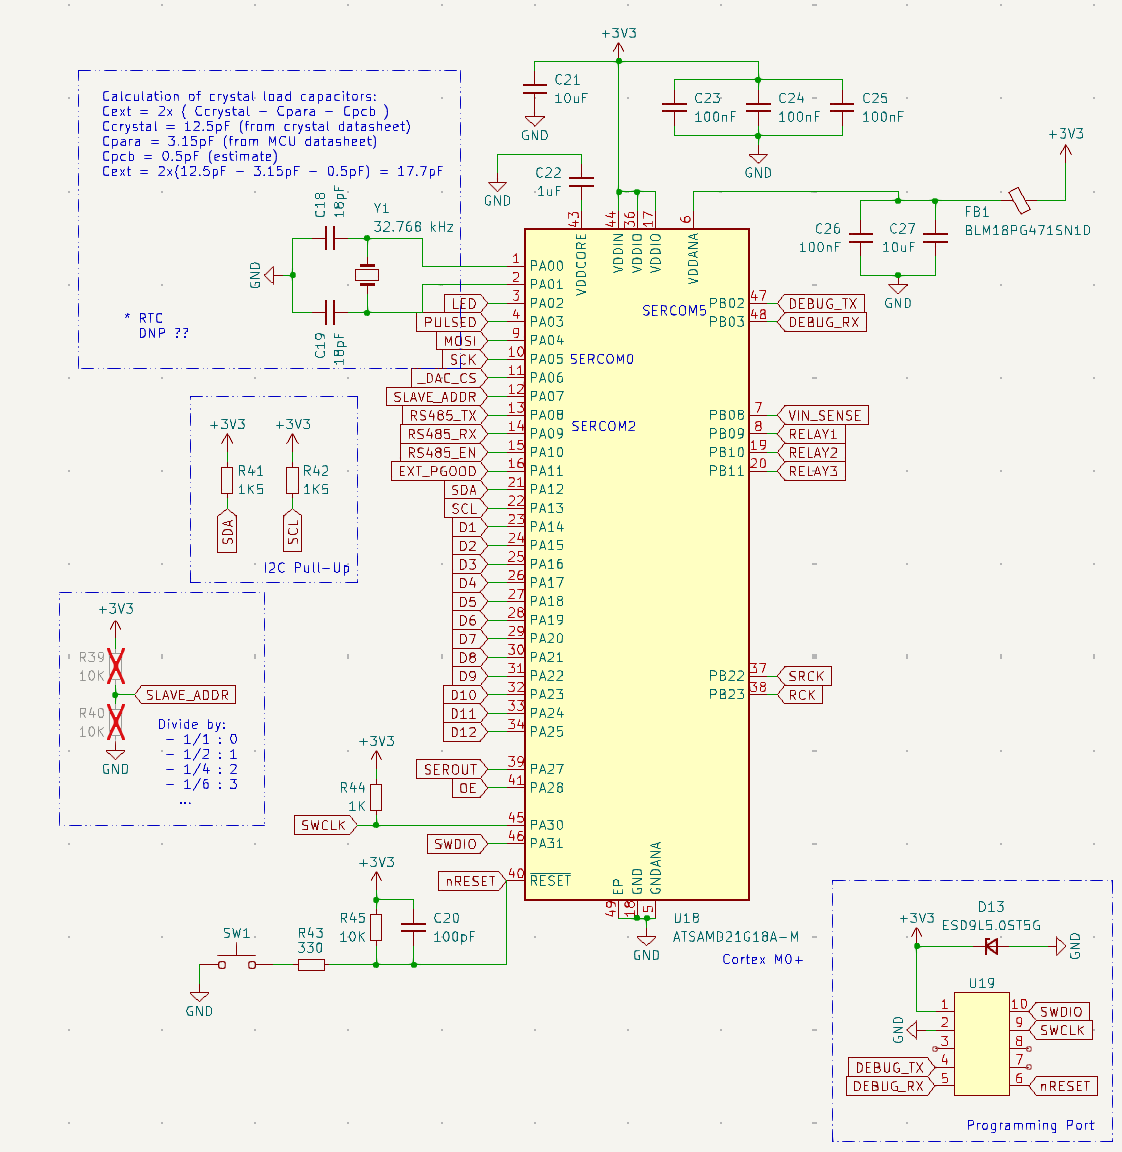 +3V3
C21
10uF
GND
C23
100nF
C24
100nF
C25
100nF
GND
+3V3
Calculation of crystal load capacitors:
Cext = 2x ( Ccrystal - Cpara - Cpcb )
Ccrystal = 12.5pF (from crystal datasheet)
Cpara = 3.15pF (from MCU datasheet)
Cpcb = 0.5pF (estimate)
Cext = 2x(12.5pF - 3.15pF - 0.5pF) = 17.7pF
C18
18pF
Y1
32.768 kHz
GND
C19
18pF
* RTC
DNP ??
C22
1uF
GND
FB1
BLM18PG471SN1D
C26
100nF
C27
10uF
GND
43 VDDCORE
44 VDDIN
36 VDDIO
17 VDDIO
6 VDDANA
1 PA00
2 PA01
LED 3 PA02
PULSED 4 PA03
MOSI 9 PA04
SCK 10 PA05 SERCOM0
_DAC_CS 11 PA06
SLAVE_ADDR 12 PA07
RS485_TX 13 PA08
SERCOM2
RS485_RX 14 PA09
RS485_EN 15 PA10
EXT_PGOOD 16 PA11
SDA 21 PA12
SCL 22 PA13
D1 23 PA14
D2 24 PA15
D3 25 PA16
D4 26 PA17
D5 27 PA18
D6 28 PA19
D7 29 PA20
D8 30 PA21
D9 31 PA22
D10 32 PA23
D11 33 PA24
D12 34 PA25
SEROUT 39 PA27
OE 41 PA28
SWCLK 45 PA30
SWDIO 46 PA31
nRESET 40 RESET
SERCOM5
PB02 47 DEBUG_TX
PB03 48 DEBUG_RX
PB08 7 VIN_SENSE
PB09 8 RELAY1
PB10 19 RELAY2
PB11 20 RELAY3
PB22 37 SRCK
PB23 38 RCK
49 EP
18 GND
5 GNDANA
GND
U18
ATSAMD21G18A-M
Cortex M0+
+3V3
R41
1K5
SDA
+3V3
R42
1K5
SCL
I2C Pull-Up
+3V3
R39
10K
SLAVE_ADDR
R40
10K
GND
Divide by:
- 1/1 : 0
- 1/2 : 1
- 1/4 : 2
- 1/6 : 3
...
+3V3
R44
1K
+3V3
R45
10K
C20
100pF
SW1
R43
330
GND
D13
ESD9L5.0ST5G
+3V3
GND
U19
1
GND 2
3
DEBUG_TX 4
DEBUG_RX 5
10 SWDIO
9 SWCLK
8
7
6 nRESET
Programming Port